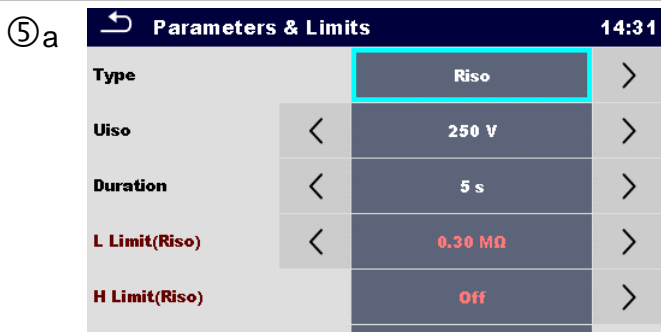 ⑤a
Parameters & Limits 14:31
Type Riso
Uiso 250 V
Duration 5 s
L Limit(Riso) 0.30 MΩ
H Limit(Riso) Off